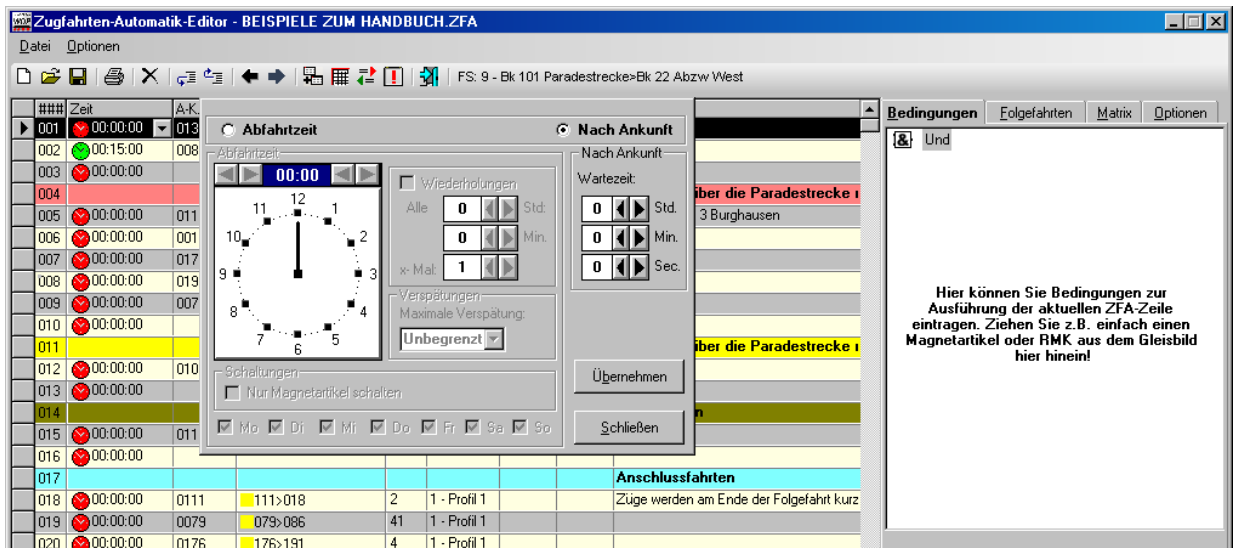 Zugfahrten-Automatik-Editor - BEISPIELE ZUM HANDBUCH.ZFA
Datei Optionen
FS: 9 - Bk 101 Paradestrecke>Bk 22 Abzw West
### Zeit A-K.
001 00:00:00 013
002 00:15:00 008
003 00:00:00
004 über die Paradestrecke
005 00:00:00 011 3 Burghausen
006 00:00:00 001
007 00:00:00 017
008 00:00:00 019
009 00:00:00 007
010 00:00:00
011 über die Paradestrecke
012 00:00:00 010
013 00:00:00
014 n
015 00:00:00 011
016 00:00:00
017 Anschlussfahrten
018 00:00:00 0111 111>018 2 1 - Profil 1 Züge werden am Ende der Folgefahrt kurz
019 00:00:00 0079 079>086 41 1 - Profil 1
020 00:00:00 0176 176>191 4 1 - Profil 1
Abfahrtzeit Nach Ankunft
Abfahrtzeit
00:00
12
1
2
3
4
5
6
7
8
9
10
11
Wiederholungen
Alle 0 Std:
0 Min.
x- Mal: 1
Verspätungen
Maximale Verspätung:
Unbegrenzt
Schaltungen
Nur Magnetartikel schalten
Mo Di Mi Do Fr Sa So
Nach Ankunft
Wartezeit:
0 Std.
0 Min.
0 Sec.
Übernehmen
Schließen
Bedingungen Folgefahrten Matrix Optionen
{&} Und
Hier können Sie Bedingungen zur
Ausführung der aktuellen ZFA-Zeile
eintragen. Ziehen Sie z.B. einfach einen
Magnetartikel oder RMK aus dem Gleisbild
hier hinein!